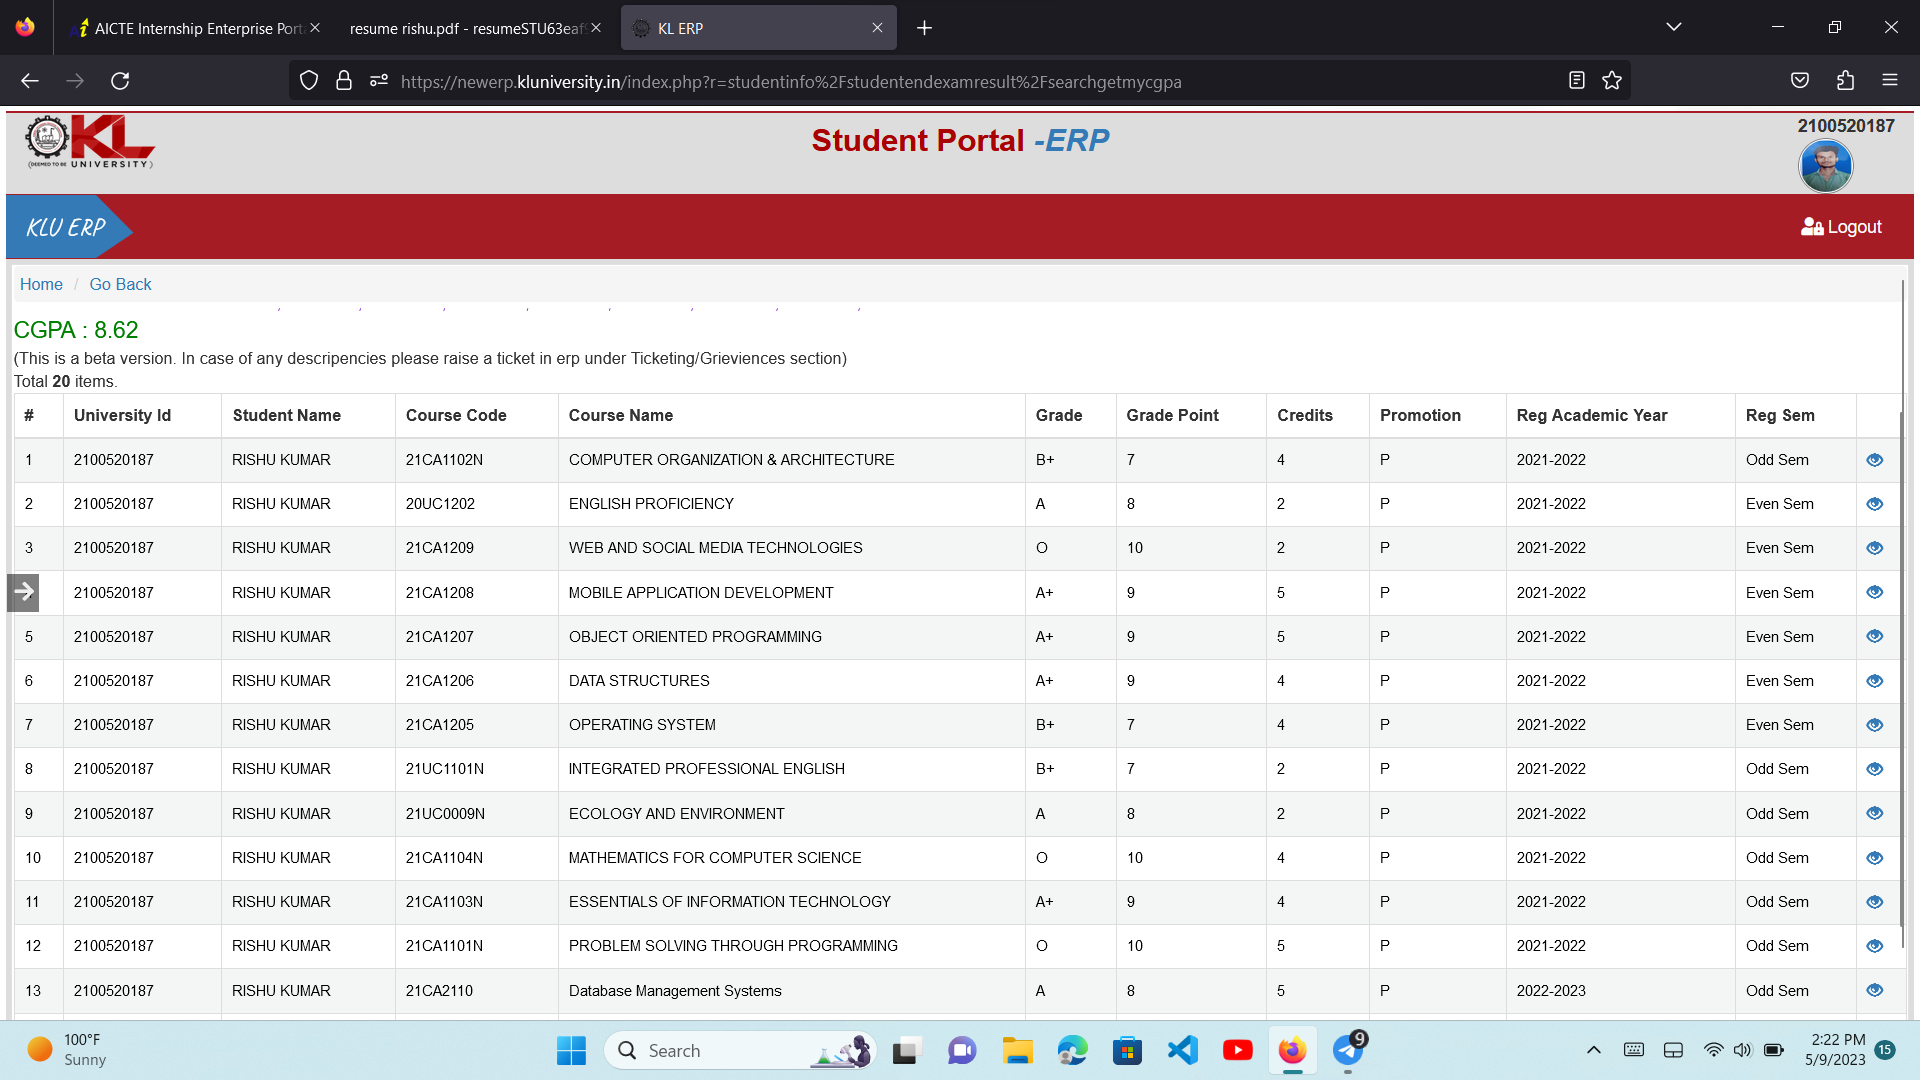 AICTE Internship Enterprise Port
resume rishu.pdf - resumeSTU63eaf
KL ERP
https://newerp.kluniversity.in/index.php?r=studentinfo%2Fstudentendexamresult%2Fsearchgetmycgpa
KL
(DEEMED TO BE UNIVERSITY)
Student Portal -ERP
2100520187
KLU ERP
Logout
Home / Go Back
CGPA : 8.62
(This is a beta version. In case of any descripencies please raise a ticket in erp under Ticketing/Grieviences section)
Total 20 items.
# University Id Student Name Course Code Course Name Grade Grade Point Credits Promotion Reg Academic Year Reg Sem
1 2100520187 RISHU KUMAR 21CA1102N COMPUTER ORGANIZATION & ARCHITECTURE B+ 7 4 P 2021-2022 Odd Sem
2 2100520187 RISHU KUMAR 20UC1202 ENGLISH PROFICIENCY A 8 2 P 2021-2022 Even Sem
3 2100520187 RISHU KUMAR 21CA1209 WEB AND SOCIAL MEDIA TECHNOLOGIES O 10 2 P 2021-2022 Even Sem
2100520187 RISHU KUMAR 21CA1208 MOBILE APPLICATION DEVELOPMENT A+ 9 5 P 2021-2022 Even Sem
5 2100520187 RISHU KUMAR 21CA1207 OBJECT ORIENTED PROGRAMMING A+ 9 5 P 2021-2022 Even Sem
6 2100520187 RISHU KUMAR 21CA1206 DATA STRUCTURES A+ 9 4 P 2021-2022 Even Sem
7 2100520187 RISHU KUMAR 21CA1205 OPERATING SYSTEM B+ 7 4 P 2021-2022 Even Sem
8 2100520187 RISHU KUMAR 21UC1101N INTEGRATED PROFESSIONAL ENGLISH B+ 7 2 P 2021-2022 Odd Sem
9 2100520187 RISHU KUMAR 21UC0009N ECOLOGY AND ENVIRONMENT A 8 2 P 2021-2022 Odd Sem
10 2100520187 RISHU KUMAR 21CA1104N MATHEMATICS FOR COMPUTER SCIENCE O 10 4 P 2021-2022 Odd Sem
11 2100520187 RISHU KUMAR 21CA1103N ESSENTIALS OF INFORMATION TECHNOLOGY A+ 9 4 P 2021-2022 Odd Sem
12 2100520187 RISHU KUMAR 21CA1101N PROBLEM SOLVING THROUGH PROGRAMMING O 10 5 P 2021-2022 Odd Sem
13 2100520187 RISHU KUMAR 21CA2110 Database Management Systems A 8 5 P 2022-2023 Odd Sem
100°F
Sunny
Search
9
2:22 PM
5/9/2023
15